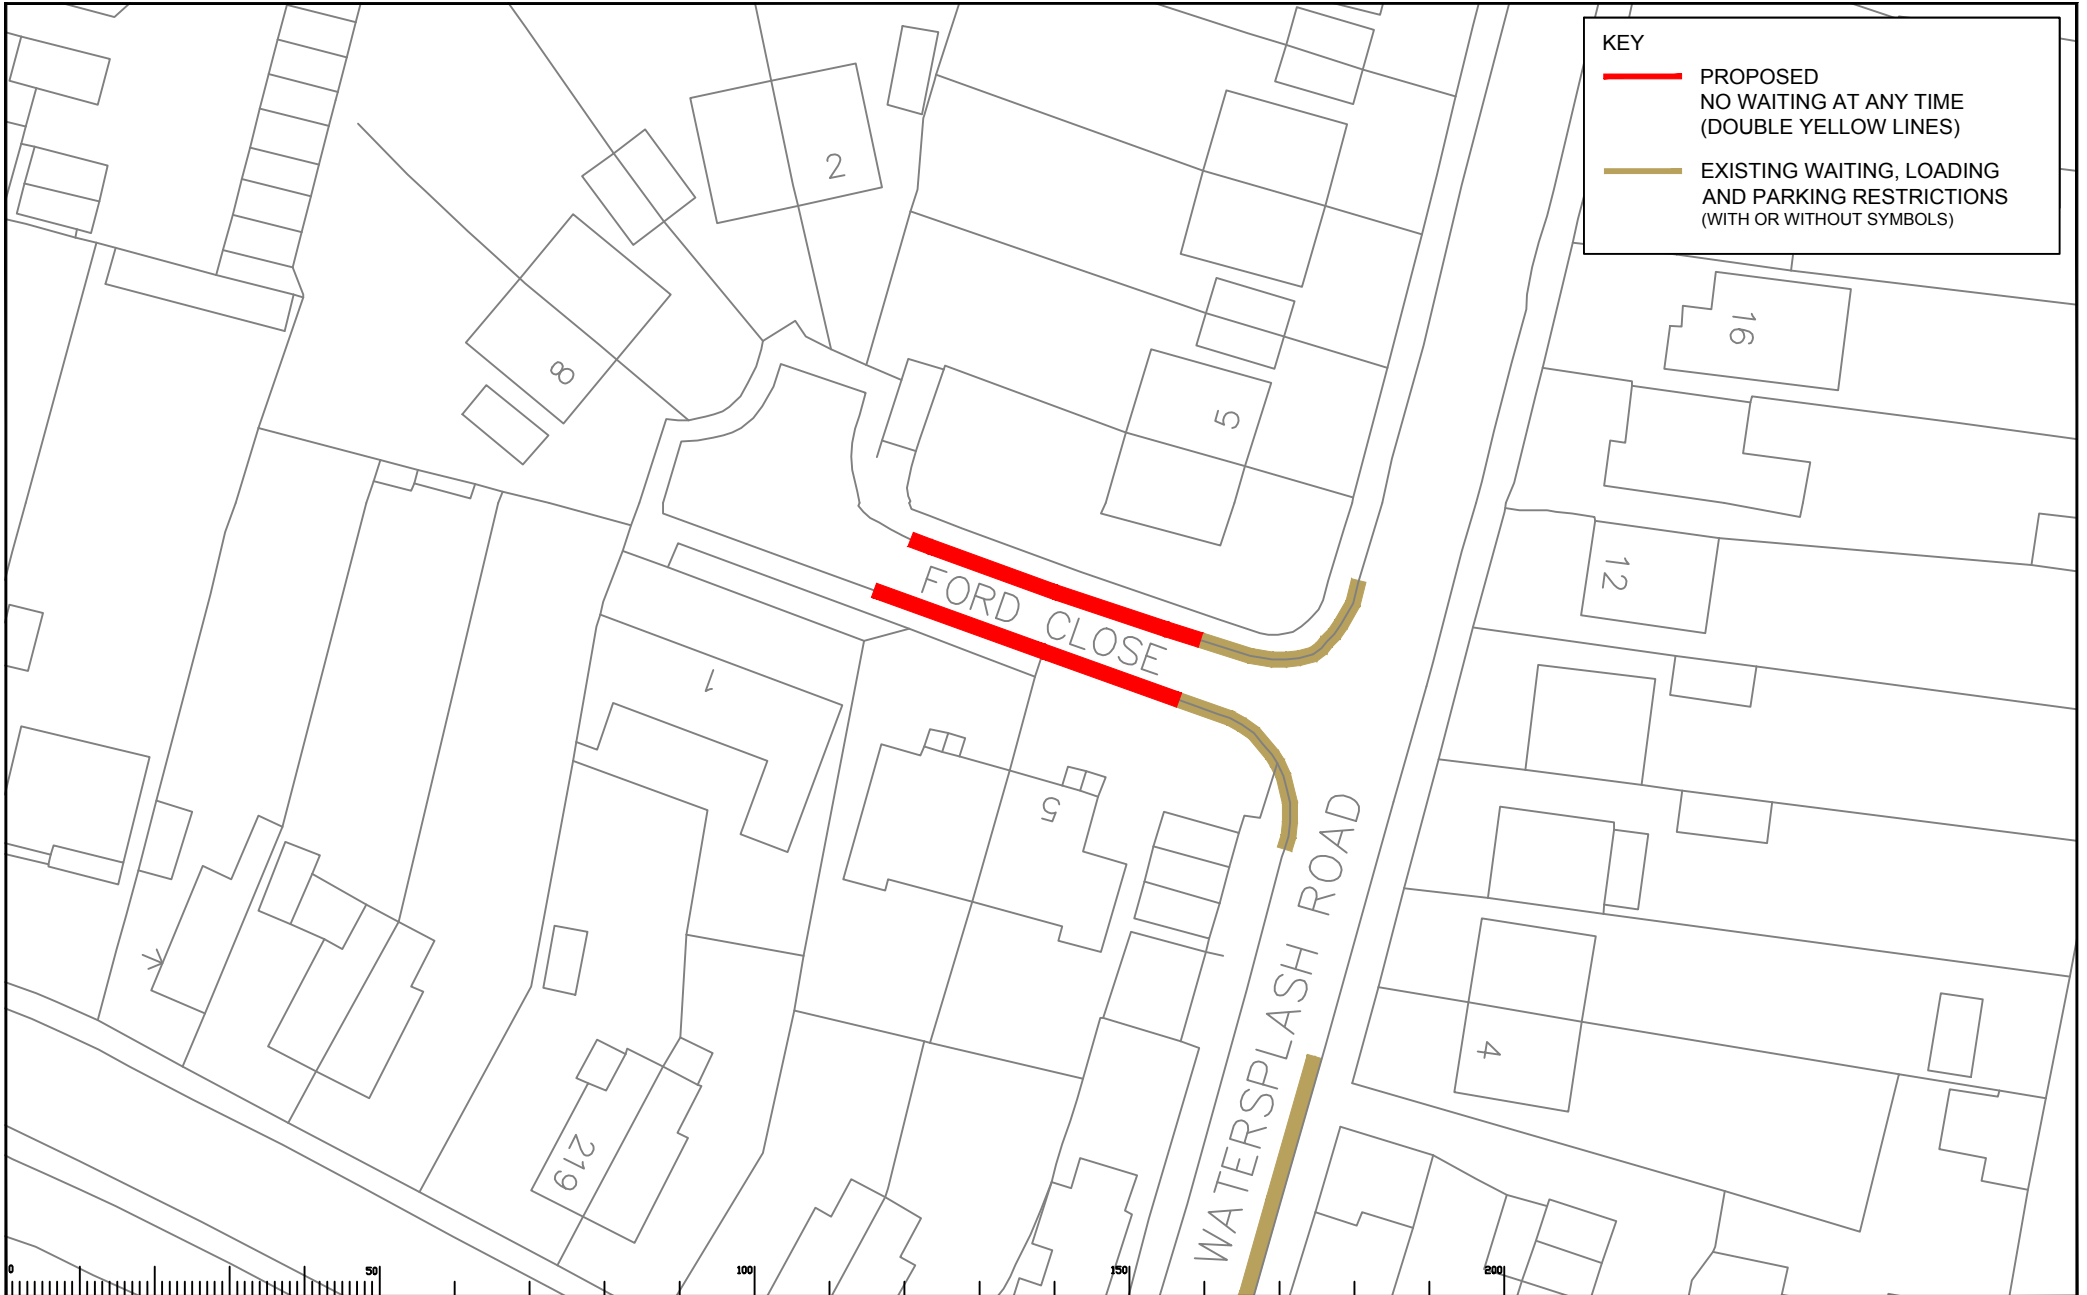 KEY
PROPOSED
NO WAITING AT ANY TIME
(DOUBLE YELLOW LINES)
EXISTING WAITING, LOADING
AND PARKING RESTRICTIONS
(WITH OR WITHOUT SYMBOLS)
2
8
5
16
12
FORD CLOSE
1
5
WATERSPLASH ROAD
4
219
0
50
100
150
200